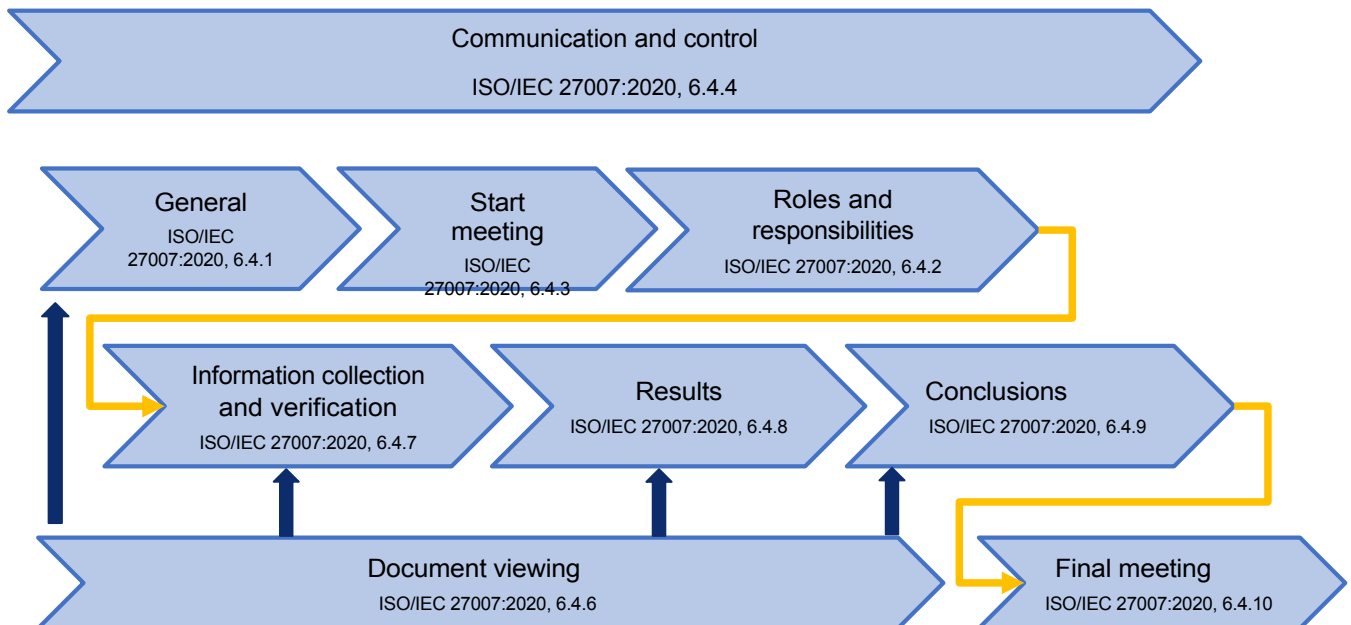 Communication and control
ISO/IEC 27007:2020, 6.4.4
General
ISO/IEC
27007:2020, 6.4.1
Start
meeting
ISO/IEC
27007:2020, 6.4.3
Roles and
responsibilities
ISO/IEC 27007:2020, 6.4.2
Information collection
and verification
ISO/IEC 27007:2020, 6.4.7
Results
ISO/IEC 27007:2020, 6.4.8
Conclusions
ISO/IEC 27007:2020, 6.4.9
Document viewing
ISO/IEC 27007:2020, 6.4.6
Final meeting
ISO/IEC 27007:2020, 6.4.10